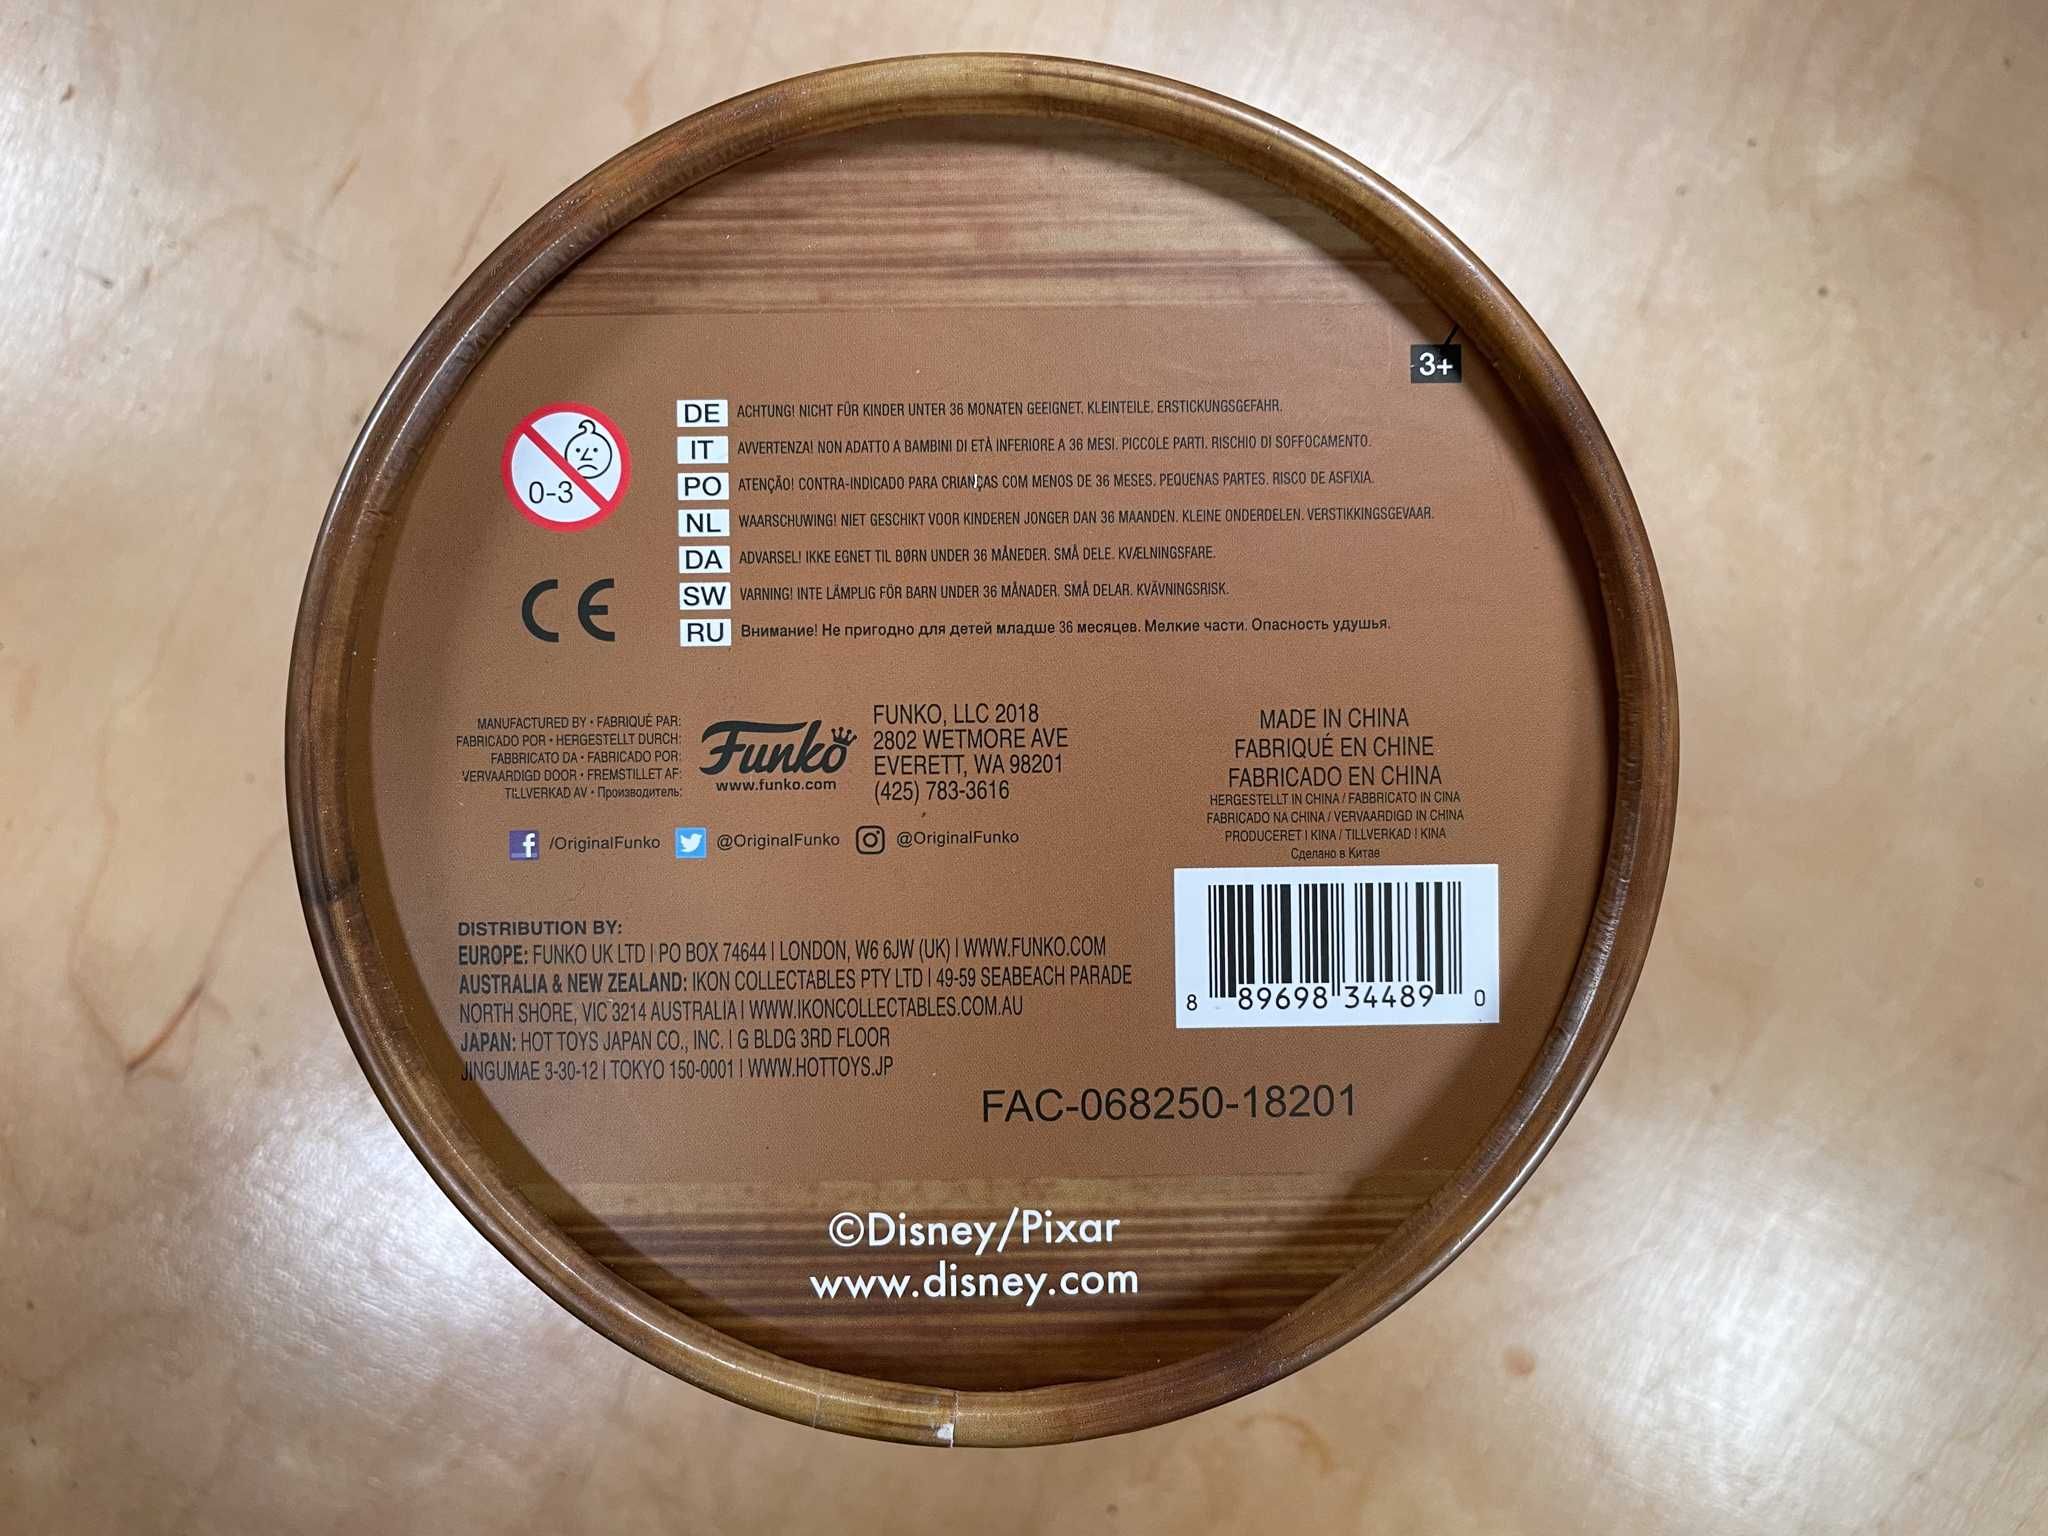 3+
0-3
DE ACHTUNG! NICHT FÜR KINDER UNTER 36 MONATEN GEEIGNET. KLEINTEILE. ERSTICKUNGSGEFAHR.
IT AVVERTENZA! NON ADATTO A BAMBINI DI ETÀ INFERIORE A 36 MESI. PICCOLE PARTI. RISCHIO DI SOFFOCAMENTO.
PO ATENÇÃO! CONTRA-INDICADO PARA CRIANÇAS COM MENOS DE 36 MESES. PEQUENAS PARTES. RISCO DE ASFIXIA.
NL WAARSCHUWING! NIET GESCHIKT VOOR KINDEREN JONGER DAN 36 MAANDEN. KLEINE ONDERDELEN. VERSTIKKINGSGEVAAR.
DA ADVARSEL! IKKE EGNET TIL BØRN UNDER 36 MÅNEDER. SMÅ DELE. KVÆLNINGSFARE.
SW VARNING! INTE LÄMPLIG FÖR BARN UNDER 36 MÅNADER. SMÅ DELAR. KVÄVNINGSRISK.
RU Внимание! Не пригодно для детей младше 36 месяцев. Мелкие части. Опасность удушья.
CE
MANUFACTURED BY • FABRIQUÉ PAR:
FABRICADO POR • HERGESTELLT DURCH:
FABBRICATO DA • FABRICADO POR:
VERVAARDIGD DOOR • FREMSTILLET AF:
TILLVERKAD AV • Производитель:
Funko
www.funko.com
FUNKO, LLC 2018
2802 WETMORE AVE
EVERETT, WA 98201
(425) 783-3616
MADE IN CHINA
FABRIQUÉ EN CHINE
FABRICADO EN CHINA
HERGESTELLT IN CHINA / FABBRICATO IN CINA
FABRICADO NA CHINA / VERVAARDIGD IN CHINA
PRODUCERET I KINA / TILLVERKAD I KINA
Сделано в Китае
f /OriginalFunko @OriginalFunko @OriginalFunko
DISTRIBUTION BY:
EUROPE: FUNKO UK LTD | PO BOX 74644 | LONDON, W6 6JW (UK) | WWW.FUNKO.COM
AUSTRALIA & NEW ZEALAND: IKON COLLECTABLES PTY LTD | 49-59 SEABEACH PARADE
NORTH SHORE, VIC 3214 AUSTRALIA | WWW.IKONCOLLECTABLES.COM.AU
JAPAN: HOT TOYS JAPAN CO., INC. | G BLDG 3RD FLOOR
JINGUMAE 3-30-12 | TOKYO 150-0001 | WWW.HOTTOYS.JP
8 89698 34489 0
FAC-068250-18201
©Disney/Pixar
www.disney.com